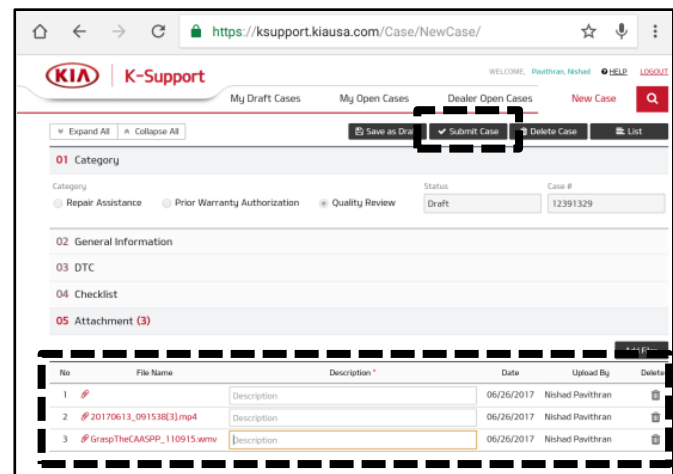 https://ksupport.kiausa.com/Case/NewCase/
KIA K-Support
WELCOME, Pavithran, Nishad HELP LOGOUT
My Draft Cases My Open Cases Dealer Open Cases New Case
Expand All Collapse All Save as Draft Submit Case Delete Case List
01 Category
Category Status Case #
Repair Assistance Prior Warranty Authorization Quality Review Draft 12391329
02 General Information
03 DTC
04 Checklist
05 Attachment (3)
No File Name Description * Date Upload By Delete
1 Description 06/26/2017 Nishad Pavithran
2 20170613_091538[3].mp4 Description 06/26/2017 Nishad Pavithran
3 GraspTheCAASPP_110915.wmv Description 06/26/2017 Nishad Pavithran